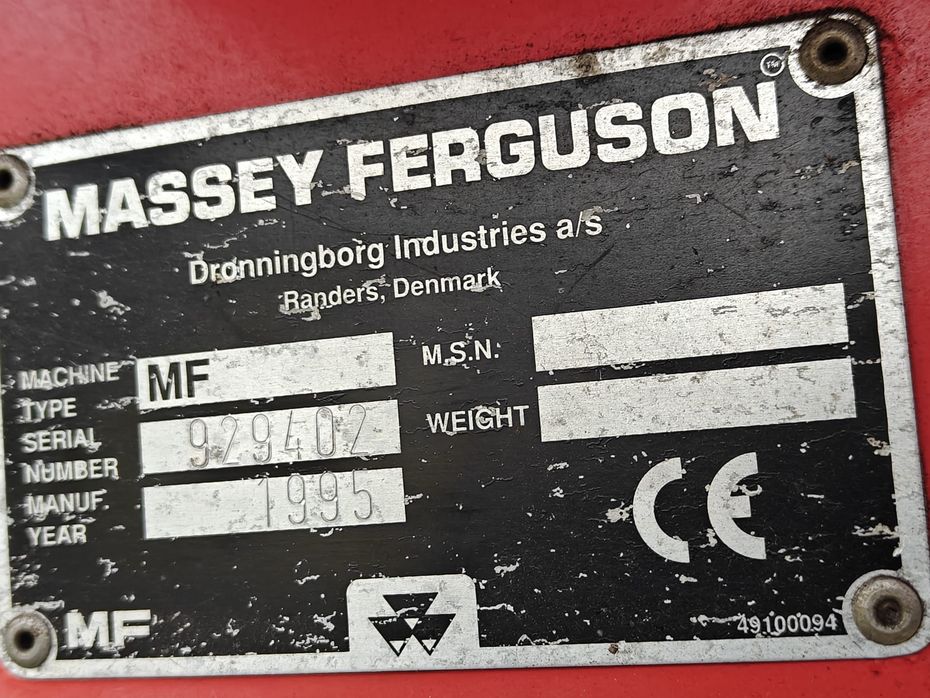 MASSEY FERGUSON
TM
Dronningborg Industries a/s
Randers, Denmark
MACHINE TYPE MF
M.S.N.:
SERIAL NUMBER 929402
WEIGHT
MANUF. YEAR 1995
CE
MF
49100094